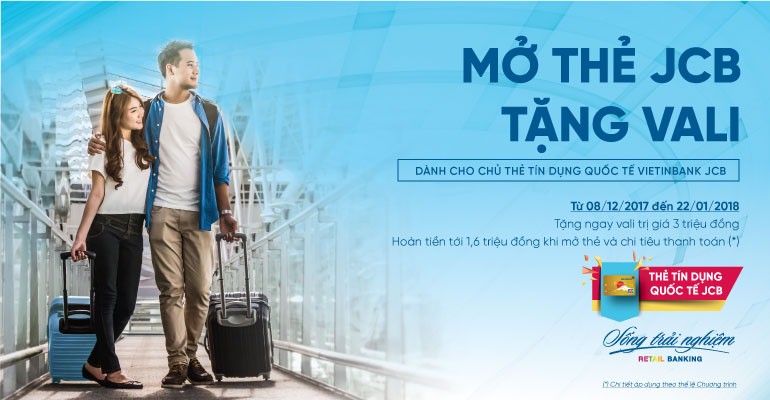 MỞ THẺ JCB
TẶNG VALI
DÀNH CHO CHỦ THẺ TÍN DỤNG QUỐC TẾ VIETINBANK JCB
Từ 08/12/2017 đến 22/01/2018
Tặng ngay vali trị giá 3 triệu đồng
Hoàn tiền tới 1,6 triệu đồng khi mở thẻ và chi tiêu thanh toán (*)
THẺ TÍN DỤNG
QUỐC TẾ JCB
Sống trải nghiệm
RETAIL BANKING
(*) Chi tiết áp dụng theo thể lệ Chương trình